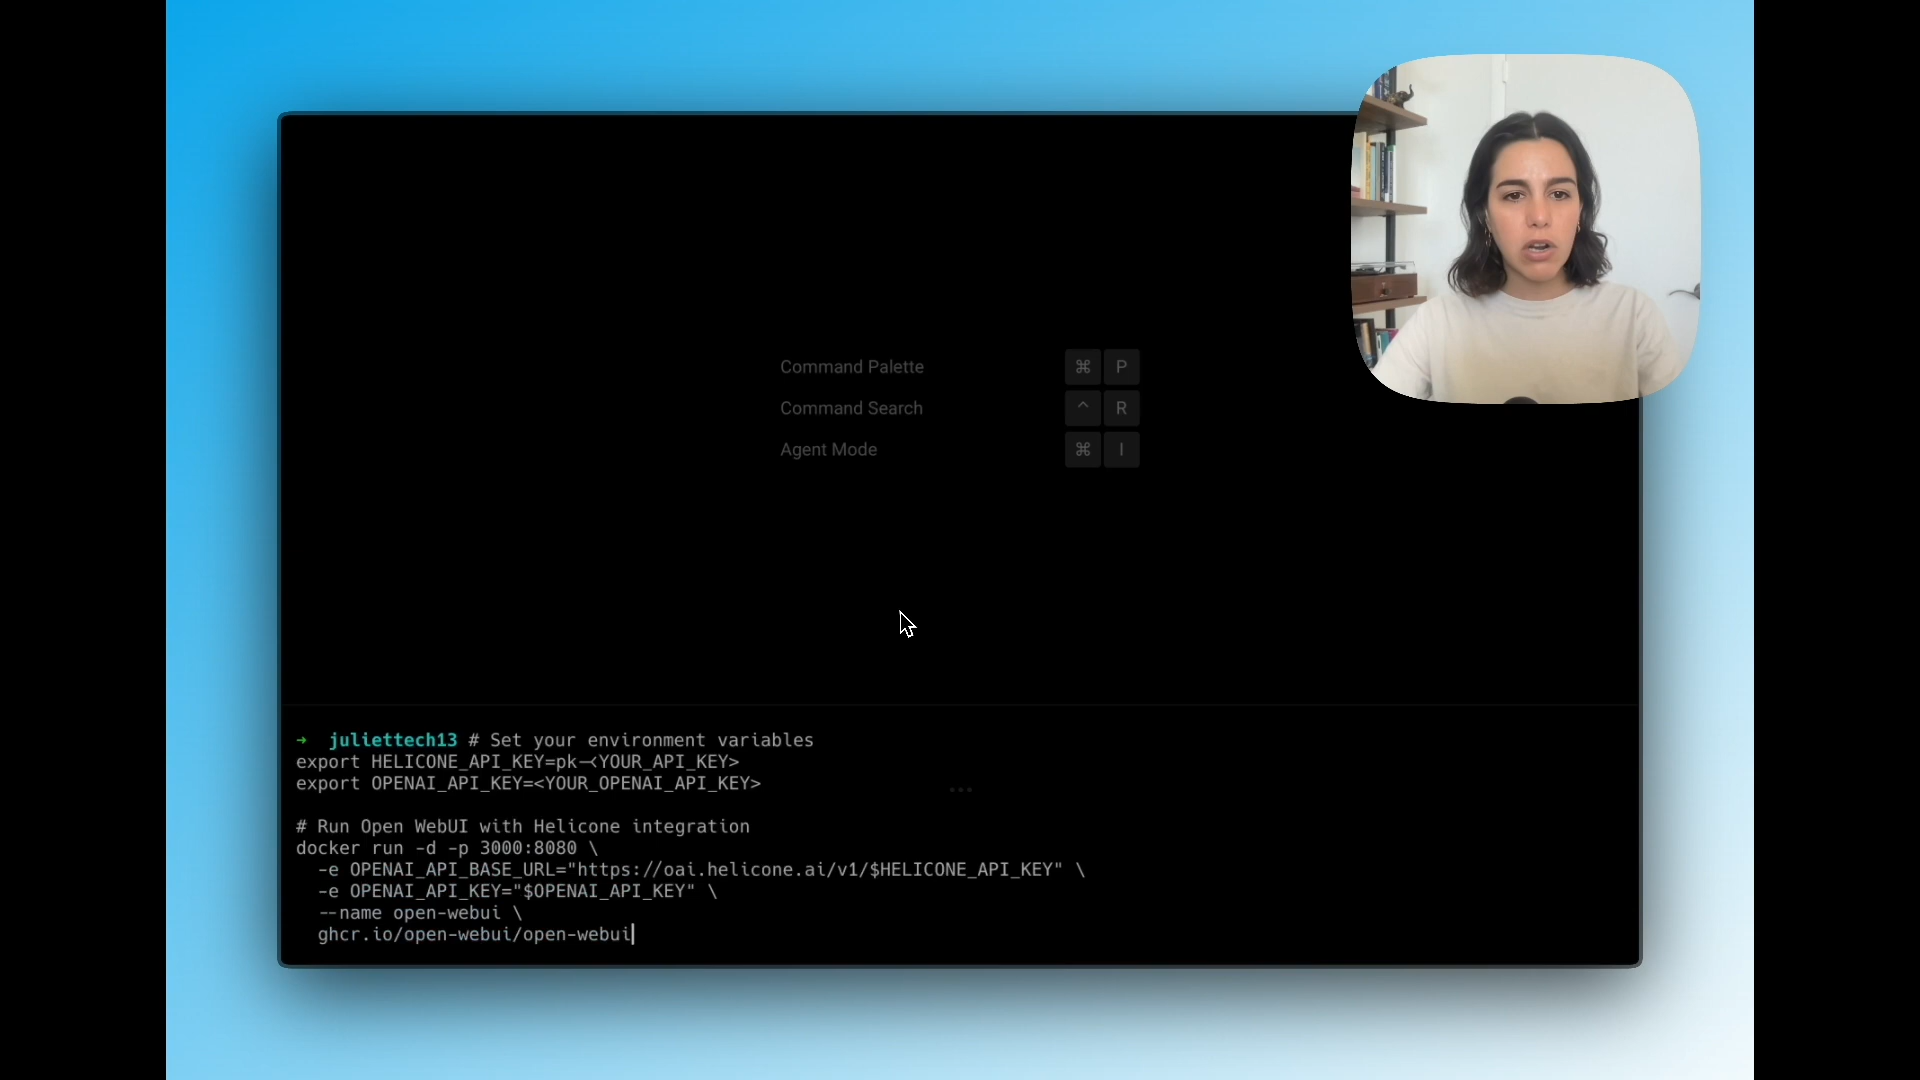 Command Palette ⌘ P
Command Search ^ R
Agent Mode ⌘ I
→ juliettech13 # Set your environment variables
export HELICONE_API_KEY=pk-<YOUR_API_KEY>
export OPENAI_API_KEY=<YOUR_OPENAI_API_KEY>
# Run Open WebUI with Helicone integration
docker run -d -p 3000:8080 \
-e OPENAI_API_BASE_URL="https://oai.helicone.ai/v1/$HELICONE_API_KEY" \
-e OPENAI_API_KEY="$OPENAI_API_KEY" \
--name open-webui \
ghcr.io/open-webui/open-webui